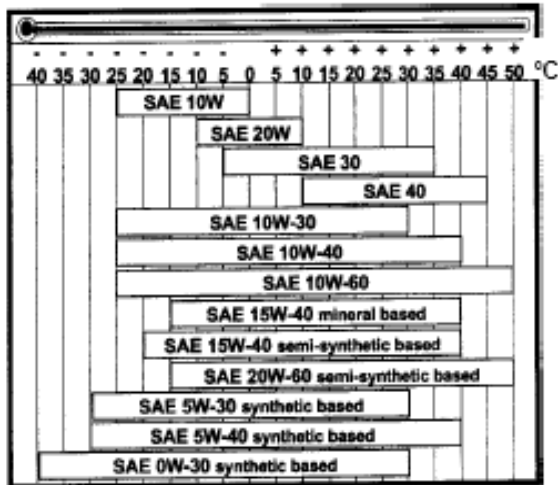 - - - - - - - - + + + + + + + + + +
40 35 30 25 20 15 10 5 0 5 10 15 20 25 30 35 40 45 50 °C
SAE 10W
SAE 20W
SAE 30
SAE 40
SAE 10W-30
SAE 10W-40
SAE 10W-60
SAE 15W-40 mineral based
SAE 15W-40 semi-synthetic based
SAE 20W-60 semi-synthetic based
SAE 5W-30 synthetic based
SAE 5W-40 synthetic based
SAE 0W-30 synthetic based